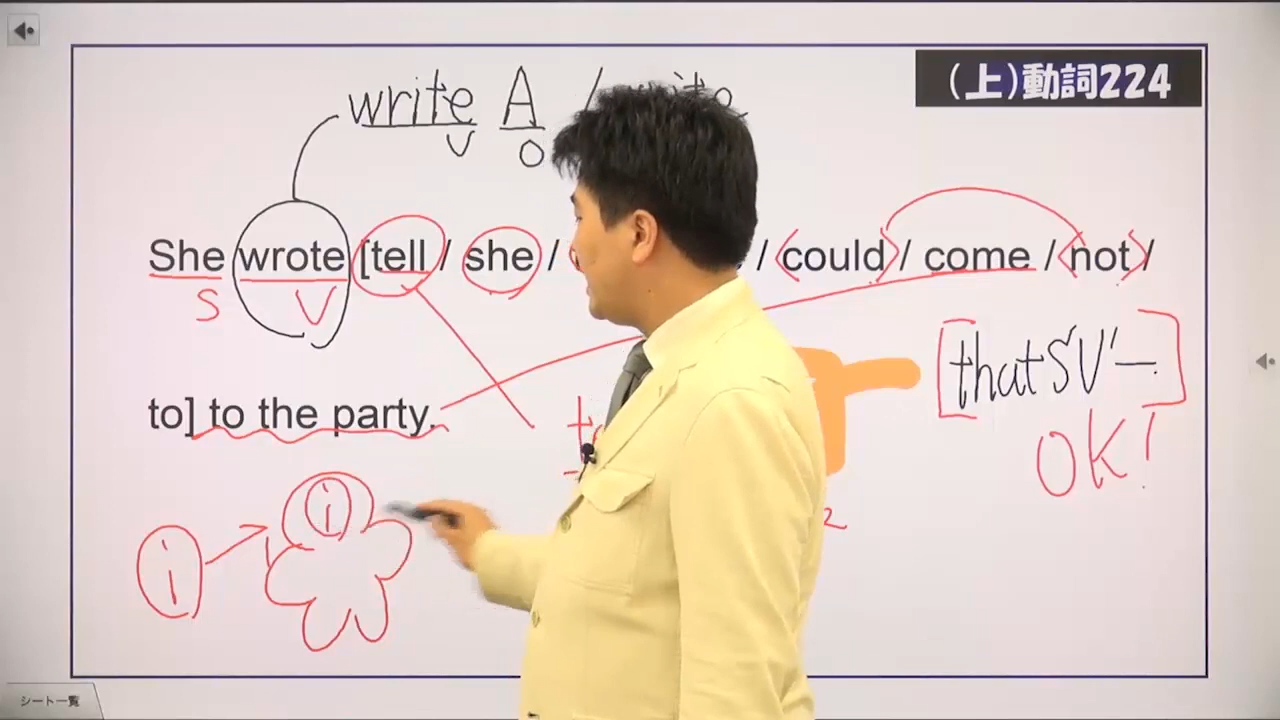 (上)動詞224
write A /
V O
She wrote [tell / she / / could / come / not /
S V
that S'V'—
to] to the party.
OK!
i i
2
シート一覧